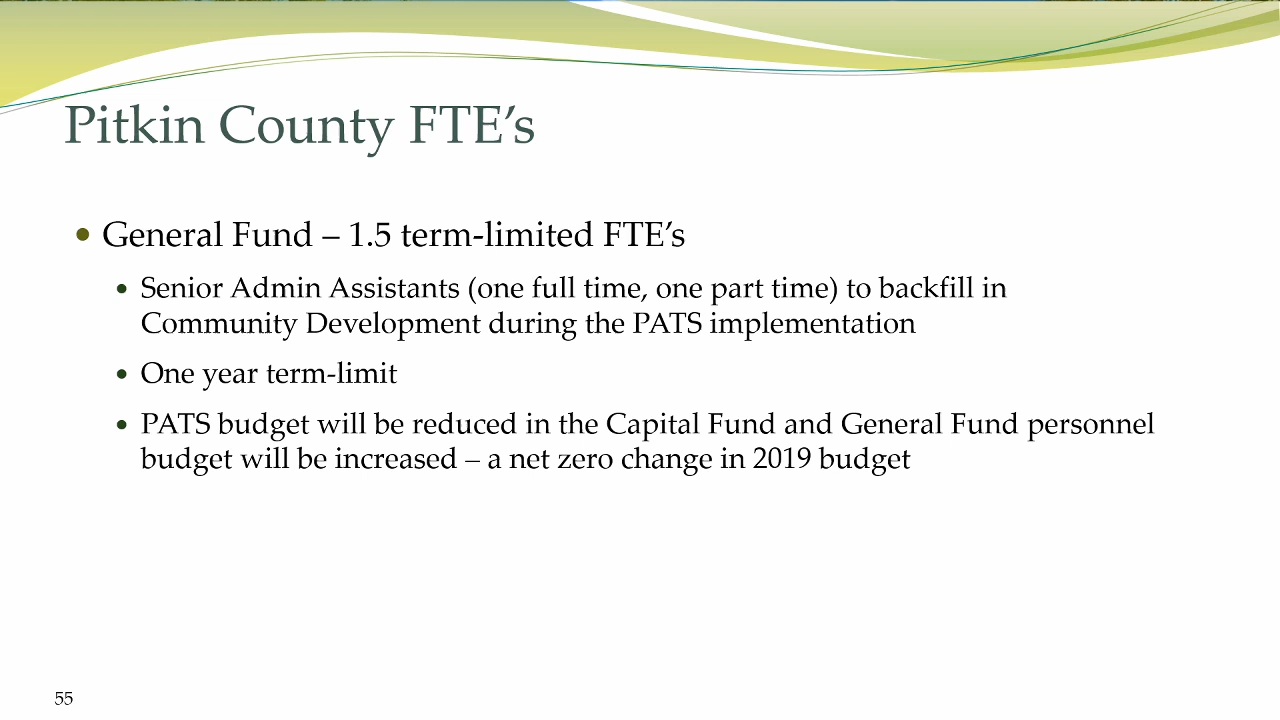 Pitkin County FTE’s
General Fund – 1.5 term-limited FTE’s
Senior Admin Assistants (one full time, one part time) to backfill in
Community Development during the PATS implementation
One year term-limit
PATS budget will be reduced in the Capital Fund and General Fund personnel
budget will be increased – a net zero change in 2019 budget
55